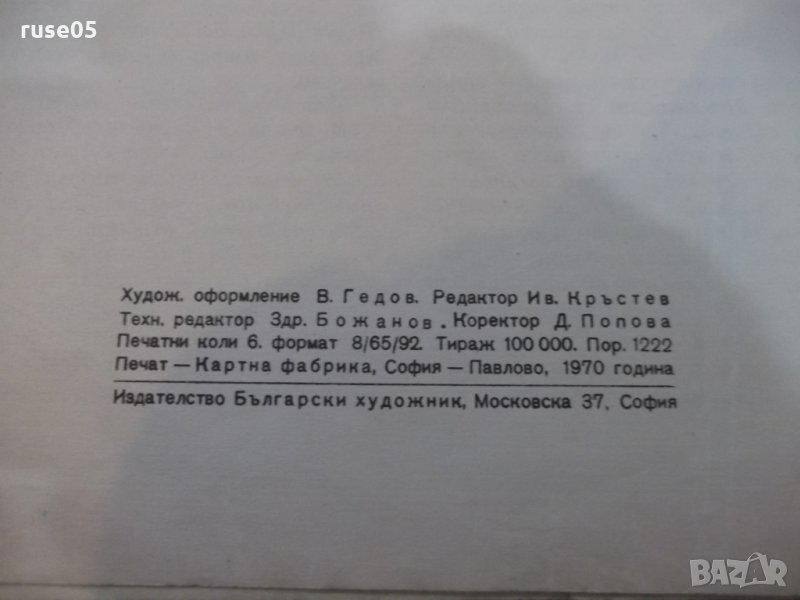 ruse05
Худож. оформление В. Гедов. Редактор Ив. Кръстев
Техн. редактор Здр. Божанов. Коректор Д. Попова
Печатни коли 6. формат 8/65/92. Тираж 100 000. Пор. 1222
Печат — Картна фабрика, София — Павлово, 1970 година
Издателство Български художник, Московска 37, София
BAZAR